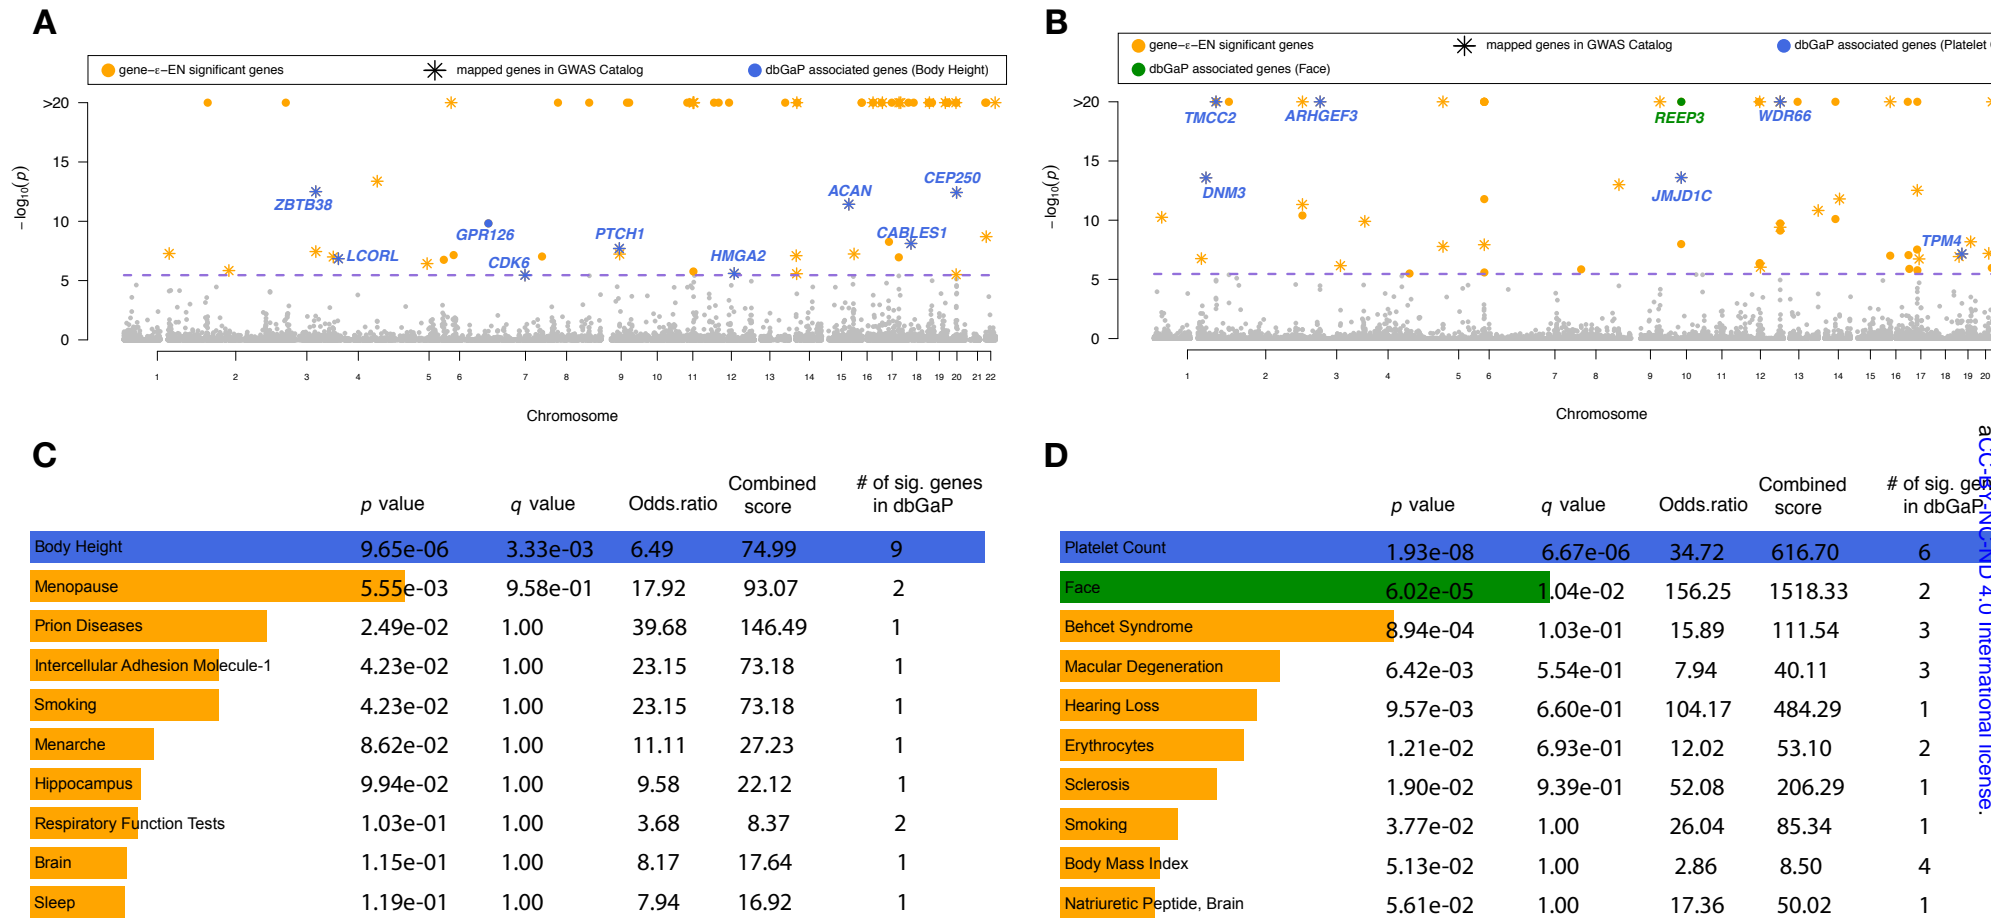 A
gene-ε-EN significant genes
mapped genes in GWAS Catalog
dbGaP associated genes (Body Height)
>20
15
10
5
0
-log10(p)
ZBTB38
LCORL
GPR126
CDK6
PTCH1
HMGA2
ACAN
CABLES1
CEP250
1 2 3 4 5 6 7 8 9 10 11 12 13 14 15 16 17 18 19 20 21 22
Chromosome
B
gene-ε-EN significant genes
mapped genes in GWAS Catalog
dbGaP associated genes (Platelet
dbGaP associated genes (Face)
>20
15
10
5
0
-log10(p)
TMCC2
ARHGEF3
REEP3
WDR66
DNM3
JMJD1C
TPM4
1 2 3 4 5 6 7 8 9 10 11 12 13 14 15 16 17 18 19 20
Chromosome
C
p value q value Odds.ratio Combined score # of sig. genes in dbGaP
Body Height 9.65e-06 3.33e-03 6.49 74.99 9
Menopause 5.55e-03 9.58e-01 17.92 93.07 2
Prion Diseases 2.49e-02 1.00 39.68 146.49 1
Intercellular Adhesion Molecule-1 4.23e-02 1.00 23.15 73.18 1
Smoking 4.23e-02 1.00 23.15 73.18 1
Menarche 8.62e-02 1.00 11.11 27.23 1
Hippocampus 9.94e-02 1.00 9.58 22.12 1
Respiratory Function Tests 1.03e-01 1.00 3.68 8.37 2
Brain 1.15e-01 1.00 8.17 17.64 1
Sleep 1.19e-01 1.00 7.94 16.92 1
D
p value q value Odds.ratio Combined score # of sig. in dbGaP
Platelet Count 1.93e-08 6.67e-06 34.72 616.70 6
Face 6.02e-05 1.04e-02 156.25 1518.33 2
Behcet Syndrome 8.94e-04 1.03e-01 15.89 111.54 3
Macular Degeneration 6.42e-03 5.54e-01 7.94 40.11 3
Hearing Loss 9.57e-03 6.60e-01 104.17 484.29 1
Erythrocytes 1.21e-02 6.93e-01 12.02 53.10 2
Sclerosis 1.90e-02 9.39e-01 52.08 206.29 1
Smoking 3.77e-02 1.00 26.04 85.34 1
Body Mass Index 5.13e-02 1.00 2.86 8.50 4
Natriuretic Peptide, Brain 5.61e-02 1.00 17.36 50.02 1
aCC-BY-NC-ND 4.0 International license.